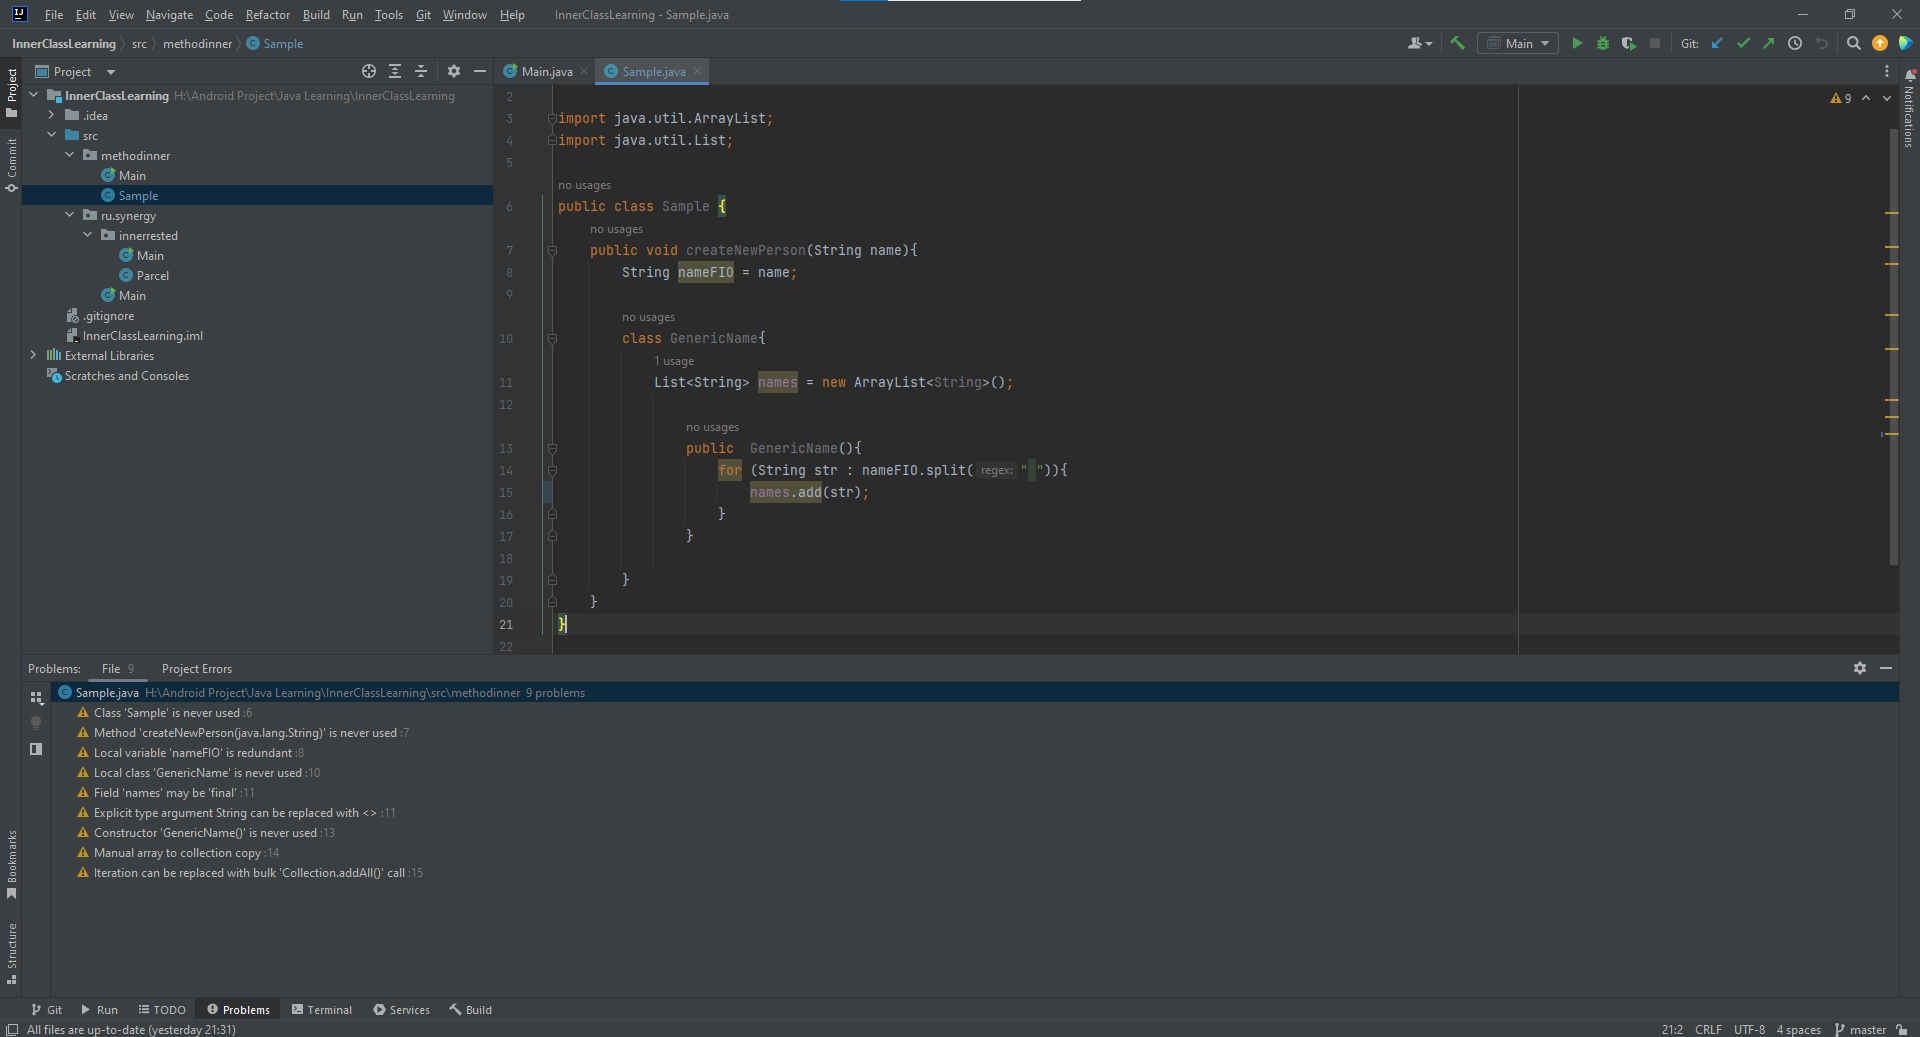 File Edit View Navigate Code Refactor Build Run Tools Git Window Help InnerClassLearning - Sample.java
InnerClassLearning src methodinner Sample Main Git:
Project Main.java Sample.java
Project
Commit
Bookmarks
Structure
Notifications
InnerClassLearning H:\Android Project\Java Learning\InnerClassLearning
.idea
src
methodinner
Main
Sample
ru.synergy
innerrested
Main
Parcel
Main
.gitignore
InnerClassLearning.iml
External Libraries
Scratches and Consoles
9
2
3 import java.util.ArrayList;
4 import java.util.List;
5
no usages
6 public class Sample {
no usages
7 public void createNewPerson(String name){
8 String nameFIO = name;
9
no usages
10 class GenericName{
1 usage
11 List<String> names = new ArrayList<String>();
12
no usages
13 public  GenericName(){
14 for (String str : nameFIO.split( regex: " ")){
15 names.add(str);
16 }
17 }
18
19 }
20 }
21 }
22
Problems: File 9 Project Errors
Sample.java H:\Android Project\Java Learning\InnerClassLearning\src\methodinner 9 problems
Class 'Sample' is never used :6
Method 'createNewPerson(java.lang.String)' is never used :7
Local variable 'nameFIO' is redundant :8
Local class 'GenericName' is never used :10
Field 'names' may be 'final' :11
Explicit type argument String can be replaced with <> :11
Constructor 'GenericName()' is never used :13
Manual array to collection copy :14
Iteration can be replaced with bulk 'Collection.addAll()' call :15
Git Run TODO Problems Terminal Services Build
All files are up-to-date (yesterday 21:31) 21:2 CRLF UTF-8 4 spaces master